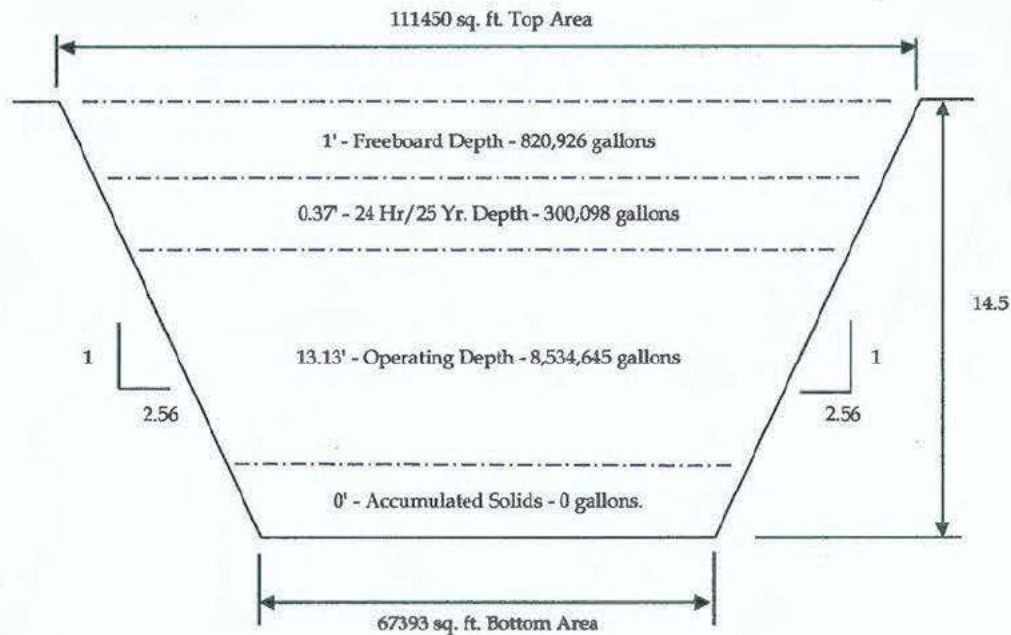 111450 sq. ft. Top Area
1' - Freeboard Depth - 820,926 gallons
0.37' - 24 Hr/25 Yr. Depth - 300,098 gallons
14.5
1
13.13' - Operating Depth - 8,534,645 gallons
1
2.56
2.56
0' - Accumulated Solids - 0 gallons.
67393 sq. ft. Bottom Area